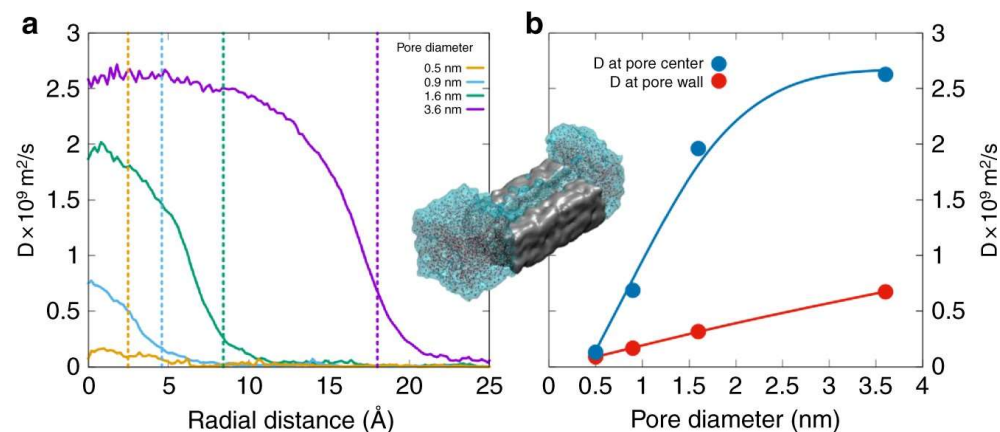 a
3
2.5
2
1.5
1
0.5
0
D × 10⁹ m²/s
0 5 10 15 20 25
Radial distance (Å)
Pore diameter
0.5 nm
0.9 nm
1.6 nm
3.6 nm
b
D at pore center
D at pore wall
0 0.5 1 1.5 2 2.5 3 3.5 4
Pore diameter (nm)
3
2.5
2
1.5
1
0.5
0
D × 10⁹ m²/s